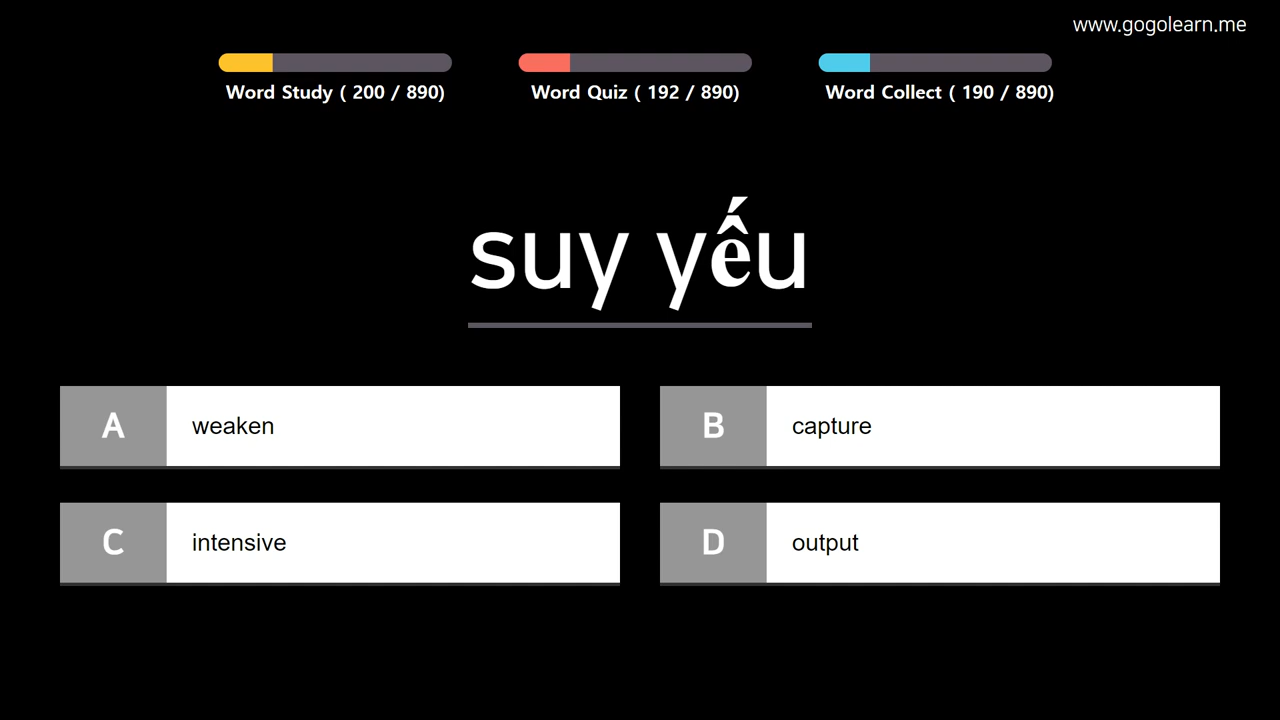 www.gogolearn.me
Word Study ( 200 / 890)
Word Quiz ( 192 / 890)
Word Collect ( 190 / 890)
suy yếu
A weaken
B capture
C intensive
D output